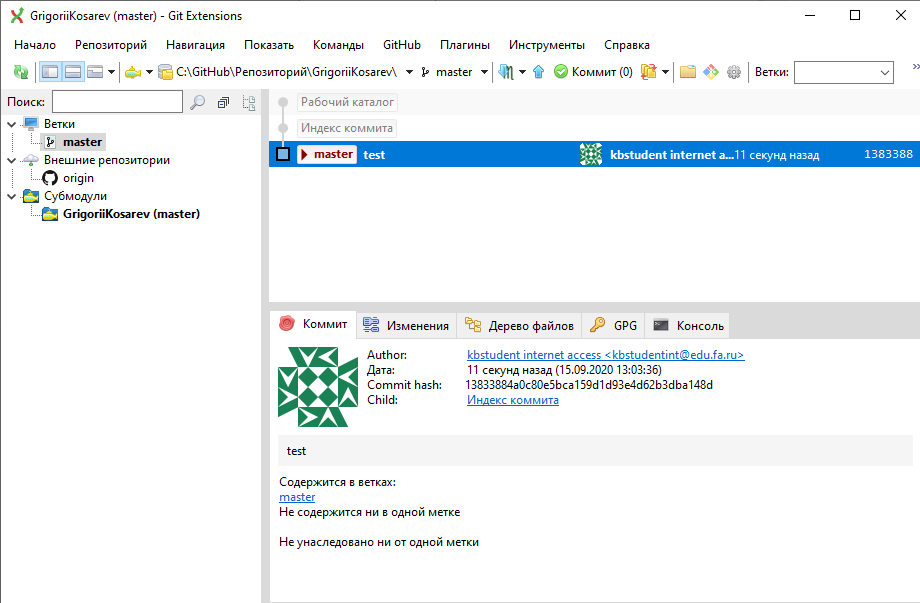 GrigoriiKosarev (master) - Git Extensions
Начало Репозиторий Навигация Показать Команды GitHub Плагины Инструменты Справка
C:\GitHub\Репозиторий\GrigoriiKosarev\ master Коммит (0) Ветки: »
Поиск:
Ветки
master
Внешние репозитории
origin
Субмодули
GrigoriiKosarev (master)
Рабочий каталог
Индекс коммита
master test kbstudent internet a...11 секунд назад 1383388
Коммит Изменения Дерево файлов GPG Консоль
Author: kbstudent internet access <kbstudentint@edu.fa.ru>
Дата: 11 секунд назад (15.09.2020 13:03:36)
Commit hash: 13833884a0c80e5bca159d1d93e4d62b3dba148d
Child: Индекс коммита
test
Содержится в ветках:
master
Не содержится ни в одной метке
Не унаследовано ни от одной метки